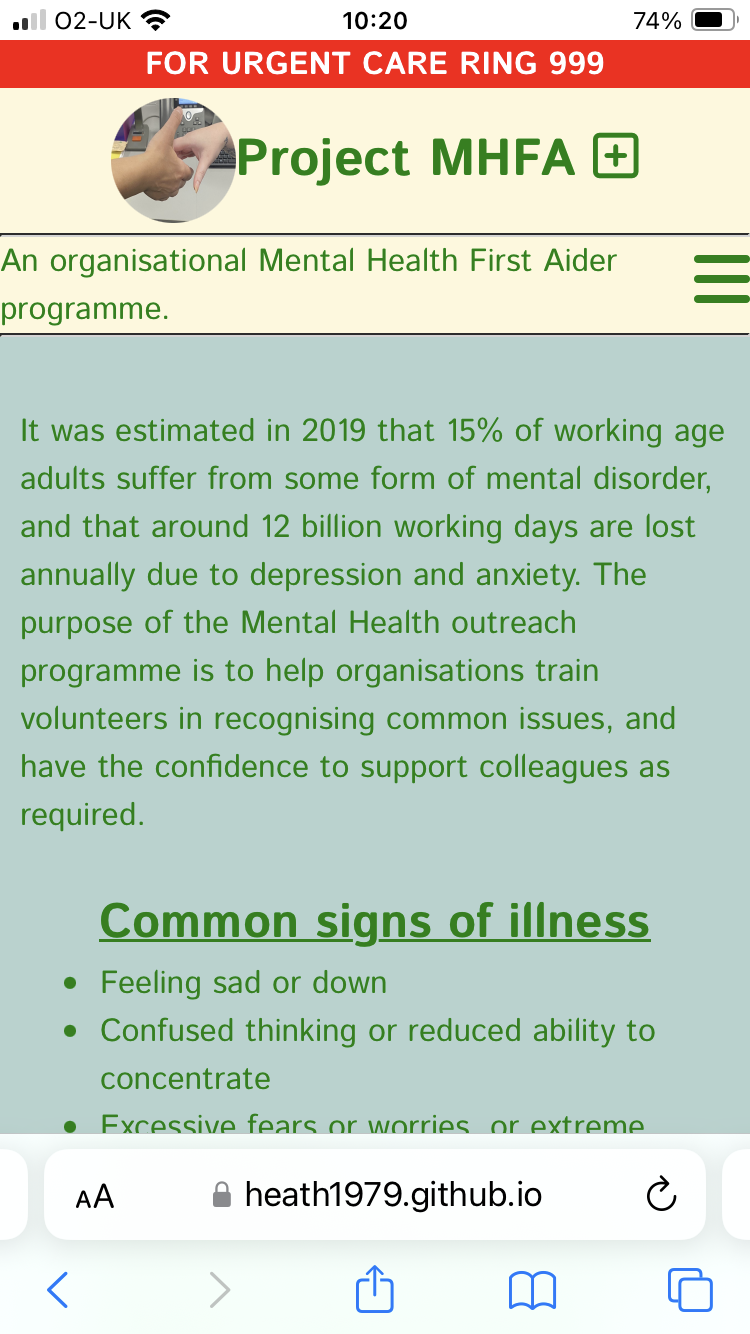 O2-UK 10:20 74%
FOR URGENT CARE RING 999
Project MHFA
An organisational Mental Health First Aider
programme.
It was estimated in 2019 that 15% of working age
adults suffer from some form of mental disorder,
and that around 12 billion working days are lost
annually due to depression and anxiety. The
purpose of the Mental Health outreach
programme is to help organisations train
volunteers in recognising common issues, and
have the confidence to support colleagues as
required.
Common signs of illness
• Feeling sad or down
• Confused thinking or reduced ability to
concentrate
• Excessive fears or worries, or extreme
AA heath1979.github.io